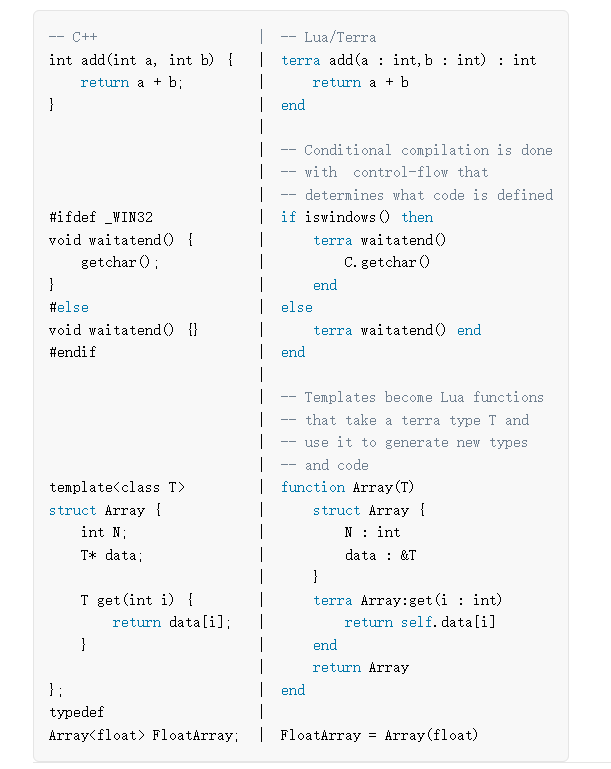 -- C++                    |  -- Lua/Terra
int add(int a, int b) {   |  terra add(a : int,b : int) : int
    return a + b;         |      return a + b
}                         |  end
                          |
                          |  -- Conditional compilation is done
                          |  -- with  control-flow that
                          |  -- determines what code is defined
#ifdef _WIN32             |  if iswindows() then
void waitatend() {        |      terra waitatend()
    getchar();            |          C.getchar()
}                         |      end
#else                     |  else
void waitatend() {}       |      terra waitatend() end
#endif                    |  end
                          |
                          |  -- Templates become Lua functions
                          |  -- that take a terra type T and
                          |  -- use it to generate new types
                          |  -- and code
template<class T>         |  function Array(T)
struct Array {            |      struct Array {
    int N;                |          N : int
    T* data;              |          data : &T
                          |      }
    T get(int i) {        |      terra Array:get(i : int)
        return data[i];   |          return self.data[i]
    }                     |      end
                          |      return Array
};                        |  end
typedef                   |
Array<float> FloatArray;  |  FloatArray = Array(float)